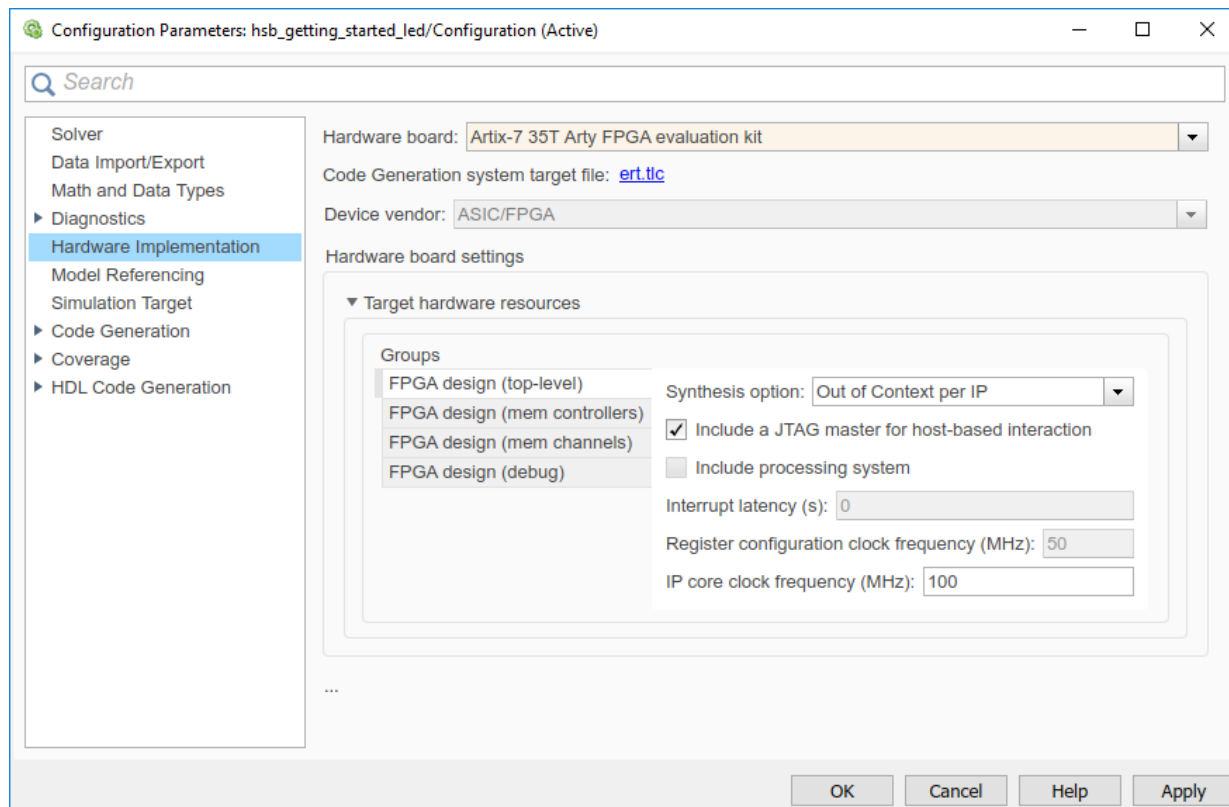 Configuration Parameters: hsb_getting_started_led/Configuration (Active)
Search
Solver
Data Import/Export
Math and Data Types
Diagnostics
Hardware Implementation
Model Referencing
Simulation Target
Code Generation
Coverage
HDL Code Generation
Hardware board: Artix-7 35T Arty FPGA evaluation kit
Code Generation system target file: ert.tlc
Device vendor: ASIC/FPGA
Hardware board settings
Target hardware resources
Groups
FPGA design (top-level)
FPGA design (mem controllers)
FPGA design (mem channels)
FPGA design (debug)
Synthesis option: Out of Context per IP
Include a JTAG master for host-based interaction
Include processing system
Interrupt latency (s): 0
Register configuration clock frequency (MHz): 50
IP core clock frequency (MHz): 100
...
OK Cancel Help Apply